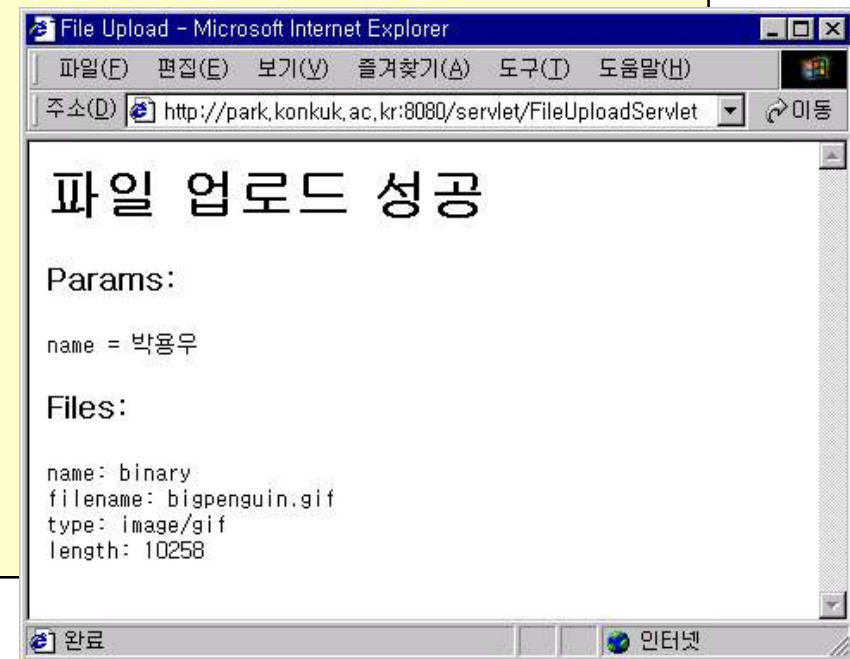 File Upload - Microsoft Internet Explorer
파일(F) 편집(E) 보기(V) 즐겨찾기(A) 도구(T) 도움말(H)
주소(D) http://park.konkuk.ac.kr:8080/servlet/FileUploadServlet 이동
파일 업로드 성공
Params:
name = 박용우
Files:
name: binary
filename: bigpenguin.gif
type: image/gif
length: 10258
완료 인터넷